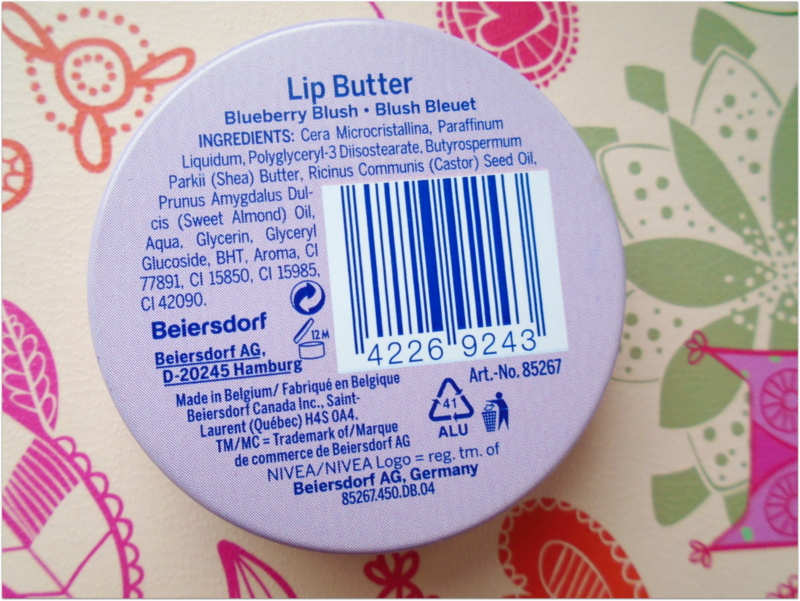 Lip Butter
Blueberry Blush • Blush Bleuet
INGREDIENTS: Cera Microcristallina, Paraffinum
Liquidum, Polyglyceryl-3 Diisostearate, Butyrospermum
Parkii (Shea) Butter, Ricinus Communis (Castor) Seed Oil,
Prunus Amygdalus Dul-
cis (Sweet Almond) Oil,
Aqua, Glycerin, Glyceryl
Glucoside, BHT, Aroma, CI
77891, CI 15850, CI 15985,
CI 42090.
Beiersdorf
12M
Beiersdorf AG,
D-20245 Hamburg
4226 9243
Art.-No. 85267
Made in Belgium/ Fabriqué en Belgique
Beiersdorf Canada Inc., Saint-
Laurent (Québec) H4S 0A4.
TM/MC = Trademark of/Marque
de commerce de Beiersdorf AG
41
ALU
NIVEA/NIVEA Logo = reg. tm. of
Beiersdorf AG, Germany
85267.450.DB.04